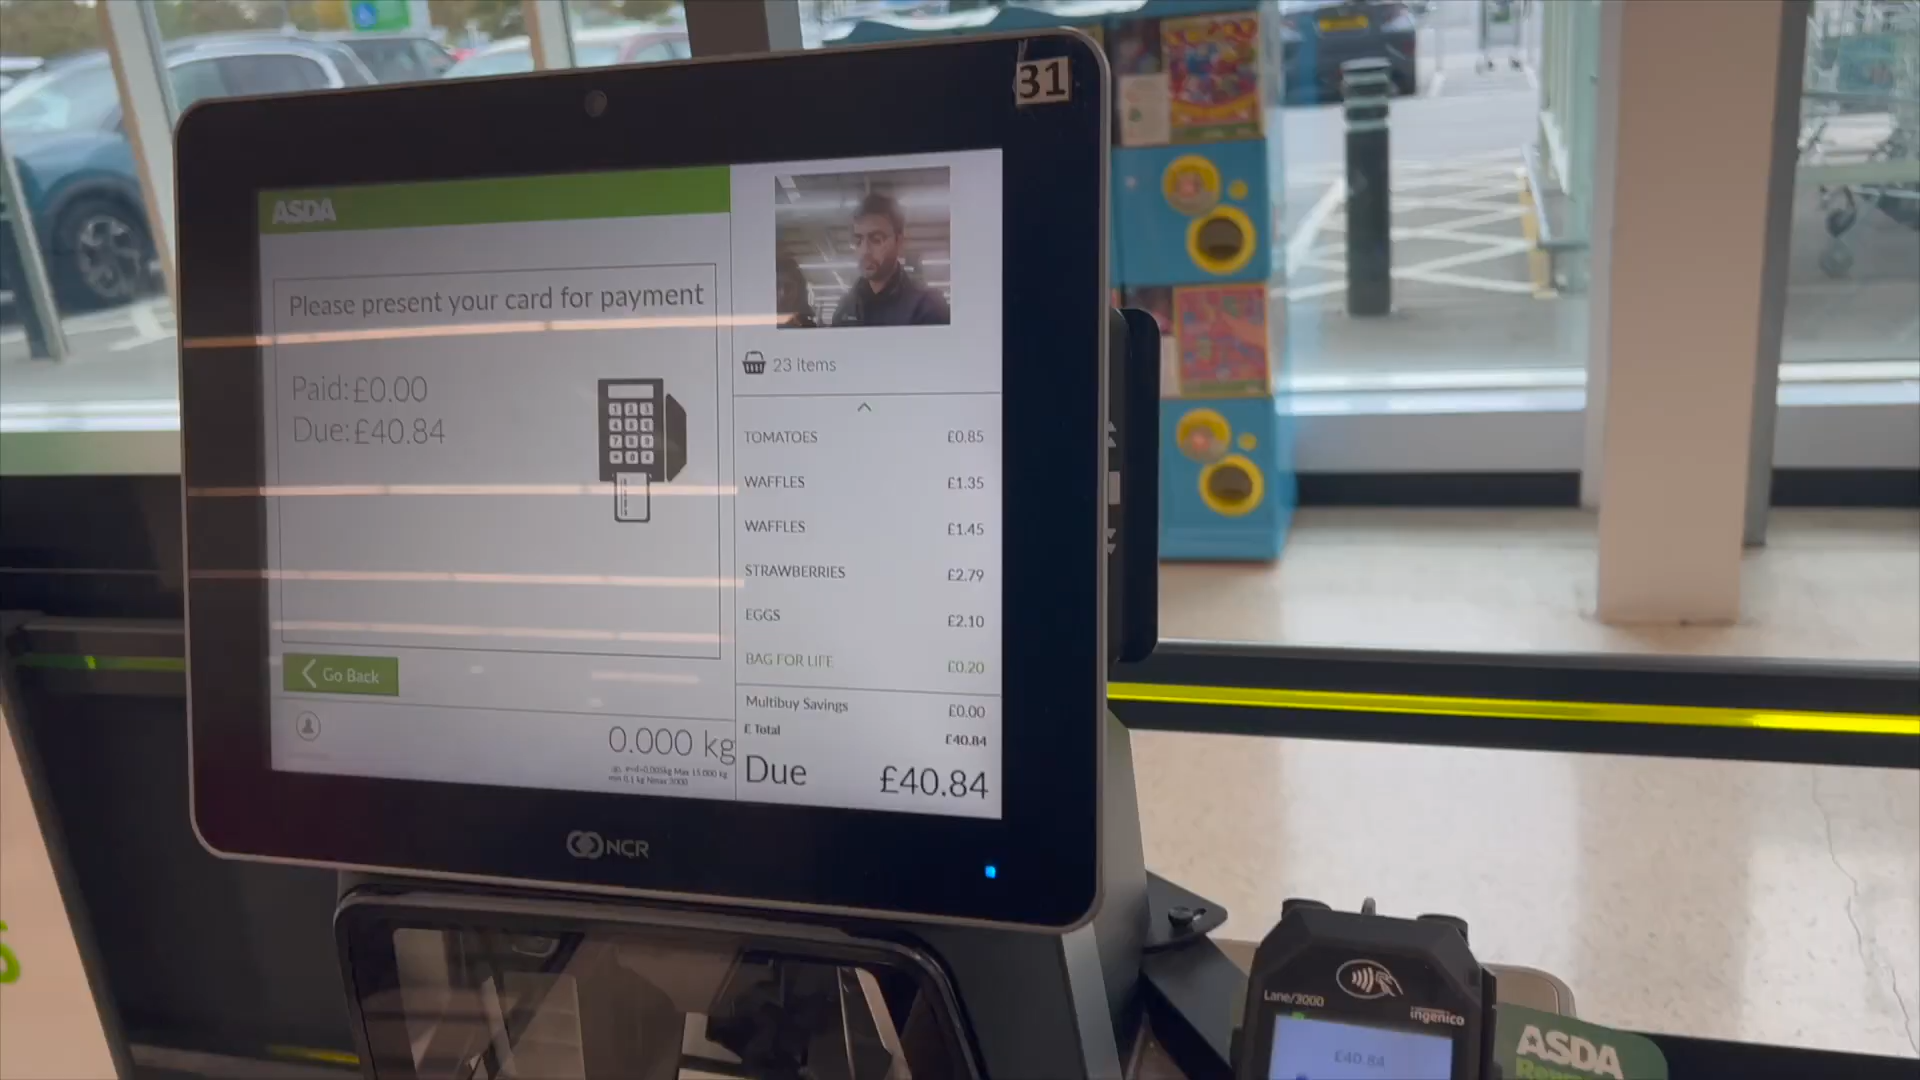 31
ASDA
Please present your card for payment
Paid:£0.00
Due:£40.84
Go Back
0.000 kg
23 items
TOMATOES £0.85
WAFFLES £1.35
WAFFLES £1.45
STRAWBERRIES £2.79
EGGS £2.10
BAG FOR LIFE £0.20
Multibuy Savings £0.00
£ Total £40.84
Due £40.84
NCR
Lane/3000
ingenico
£40.84
ASDA